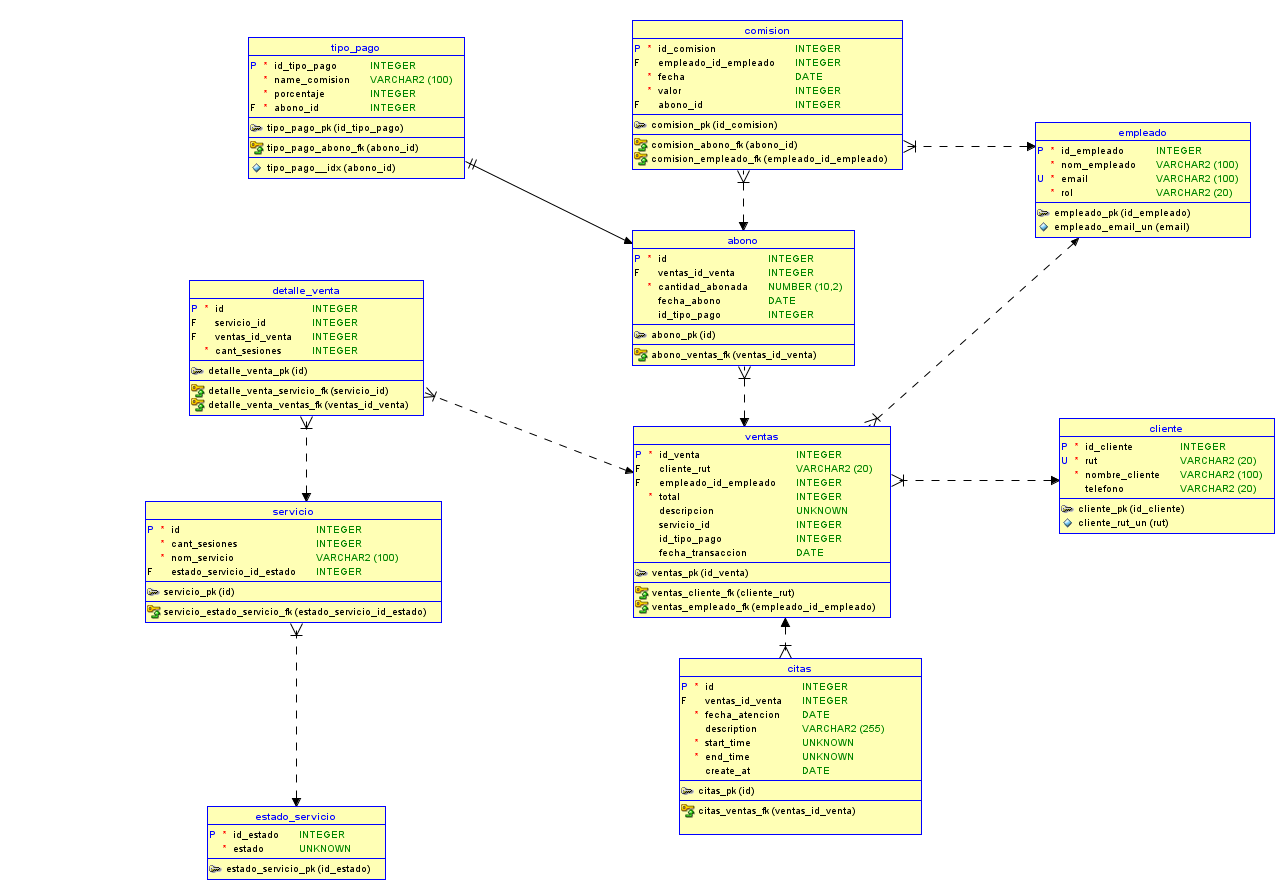 tipo_pago
P * id_tipo_pago INTEGER
* name_comision VARCHAR2 (100)
* porcentaje INTEGER
F * abono_id INTEGER
tipo_pago_pk (id_tipo_pago)
tipo_pago_abono_fk (abono_id)
tipo_pago__idx (abono_id)
comision
P * id_comision INTEGER
F empleado_id_empleado INTEGER
* fecha DATE
* valor INTEGER
F abono_id INTEGER
comision_pk (id_comision)
comision_abono_fk (abono_id)
comision_empleado_fk (empleado_id_empleado)
empleado
P * id_empleado INTEGER
* nom_empleado VARCHAR2 (100)
U * email VARCHAR2 (100)
* rol VARCHAR2 (20)
empleado_pk (id_empleado)
empleado_email_un (email)
abono
P * id INTEGER
F ventas_id_venta INTEGER
* cantidad_abonada NUMBER (10,2)
fecha_abono DATE
id_tipo_pago INTEGER
abono_pk (id)
abono_ventas_fk (ventas_id_venta)
detalle_venta
P * id INTEGER
F servicio_id INTEGER
F ventas_id_venta INTEGER
* cant_sesiones INTEGER
detalle_venta_pk (id)
detalle_venta_servicio_fk (servicio_id)
detalle_venta_ventas_fk (ventas_id_venta)
ventas
P * id_venta INTEGER
F cliente_rut VARCHAR2 (20)
F empleado_id_empleado INTEGER
* total INTEGER
descripcion UNKNOWN
servicio_id INTEGER
id_tipo_pago INTEGER
fecha_transaccion DATE
ventas_pk (id_venta)
ventas_cliente_fk (cliente_rut)
ventas_empleado_fk (empleado_id_empleado)
cliente
P * id_cliente INTEGER
U * rut VARCHAR2 (20)
* nombre_cliente VARCHAR2 (100)
telefono VARCHAR2 (20)
cliente_pk (id_cliente)
cliente_rut_un (rut)
servicio
P * id INTEGER
* cant_sesiones INTEGER
* nom_servicio VARCHAR2 (100)
F estado_servicio_id_estado INTEGER
servicio_pk (id)
servicio_estado_servicio_fk (estado_servicio_id_estado)
citas
P * id INTEGER
F ventas_id_venta INTEGER
* fecha_atencion DATE
description VARCHAR2 (255)
* start_time UNKNOWN
* end_time UNKNOWN
create_at DATE
citas_pk (id)
citas_ventas_fk (ventas_id_venta)
estado_servicio
P * id_estado INTEGER
* estado UNKNOWN
estado_servicio_pk (id_estado)